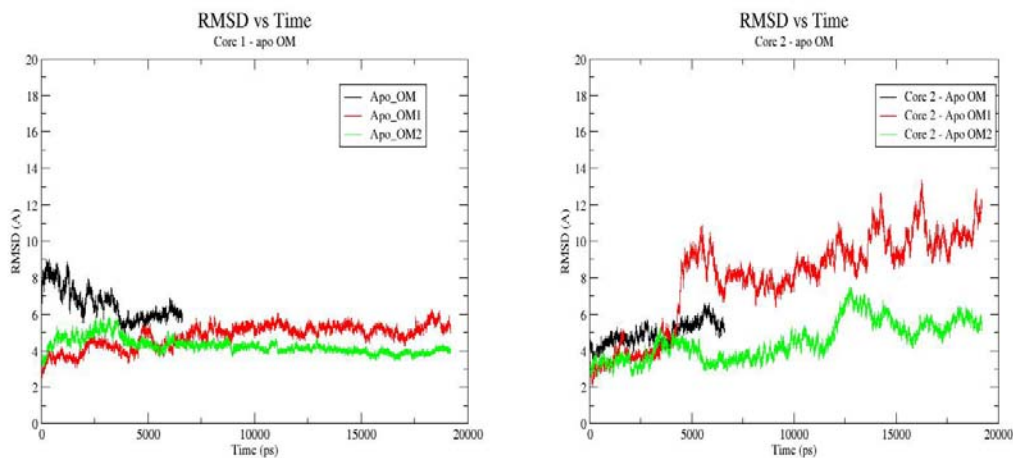 RMSD vs Time
Core 1 - apo OM
20
18
16
14
12
10
8
6
4
2
0
RMSD (A)
Apo_OM
Apo_OM1
Apo_OM2
0
5000
10000
15000
20000
Time (ps)
RMSD vs Time
Core 2 - apo OM
20
18
16
14
12
10
8
6
4
2
0
RMSD (A)
Core 2 - Apo OM
Core 2 - Apo OM1
Core 2 - Apo OM2
0
5000
10000
15000
20000
Time (ps)